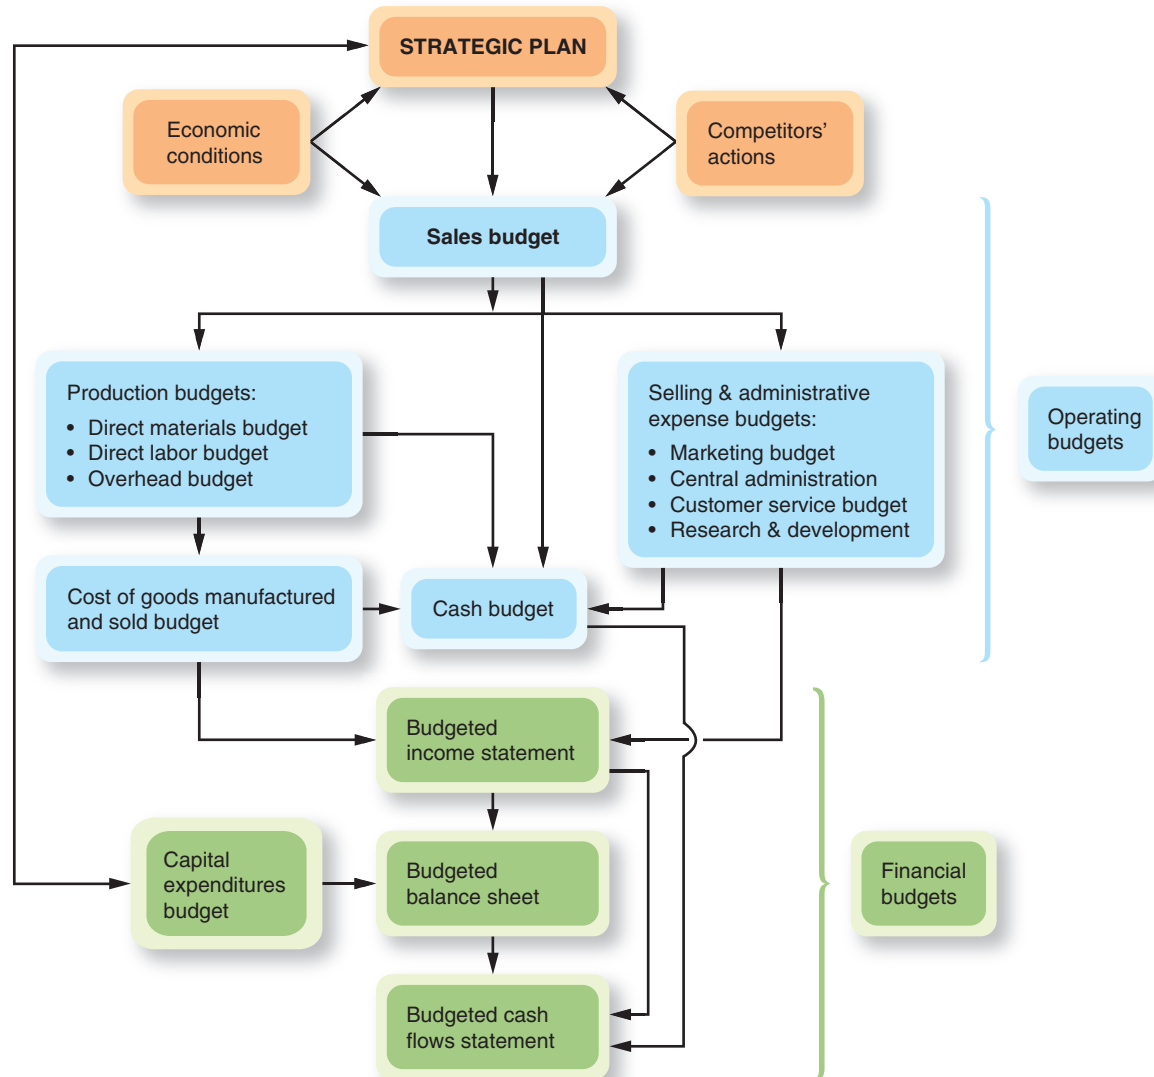 STRATEGIC PLAN
Economic
conditions
Competitors’
actions
Sales budget
Production budgets:
• Direct materials budget
• Direct labor budget
• Overhead budget
Selling & administrative
expense budgets:
• Marketing budget
• Central administration
• Customer service budget
• Research & development
Operating
budgets
Cost of goods manufactured
and sold budget
Cash budget
Budgeted
income statement
Capital
expenditures
budget
Budgeted
balance sheet
Financial
budgets
Budgeted cash
flows statement